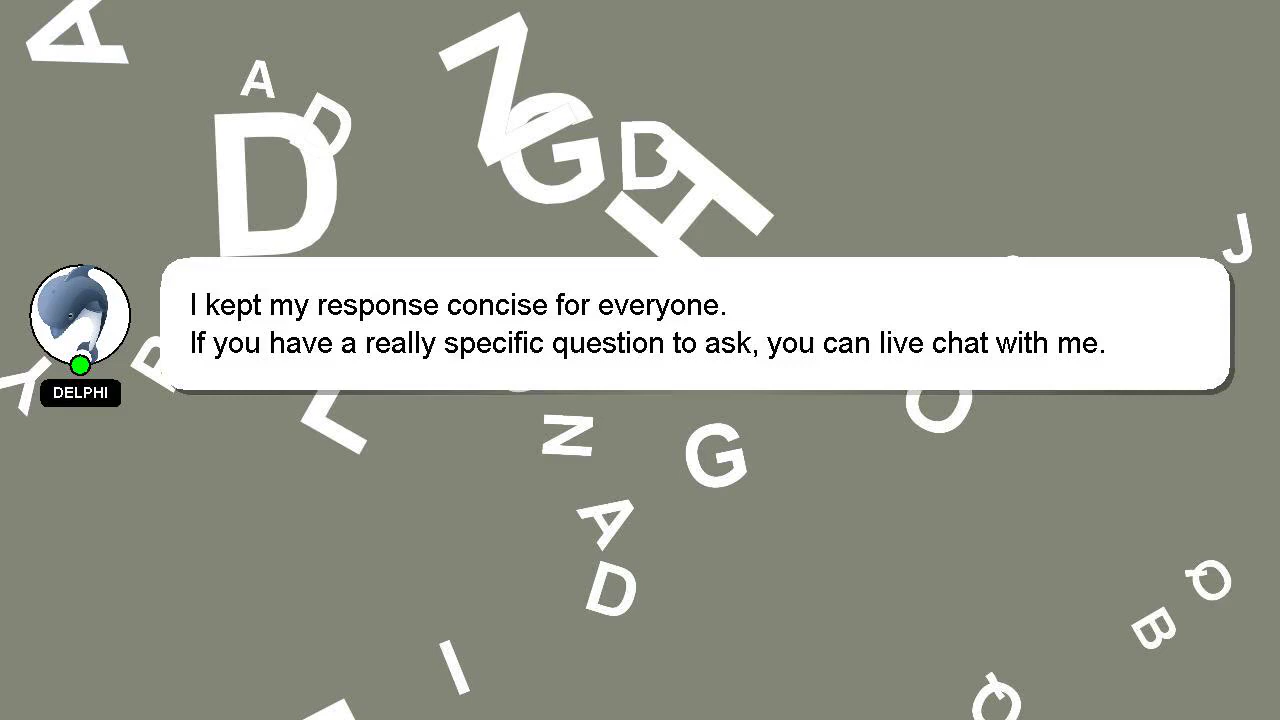 A
A
D
D
Z
G
D
H
J
I kept my response concise for everyone.
If you have a really specific question to ask, you can live chat with me.
DELPHI
Y
B
L
Z
G
O
A
D
Q
B
I
Q